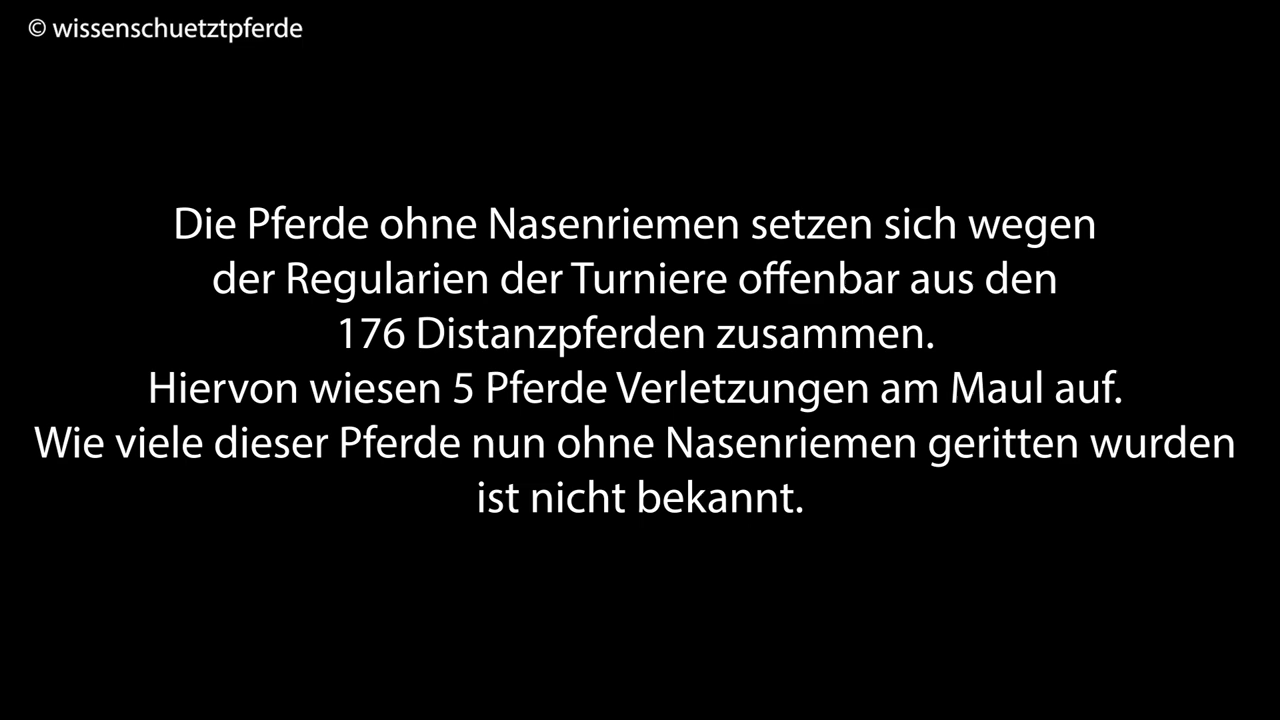 © wissenschuetztpferde
Die Pferde ohne Nasenriemen setzen sich wegen
der Regularien der Turniere offenbar aus den
176 Distanzpferden zusammen.
Hiervon wiesen 5 Pferde Verletzungen am Maul auf.
Wie viele dieser Pferde nun ohne Nasenriemen geritten wurden
ist nicht bekannt.